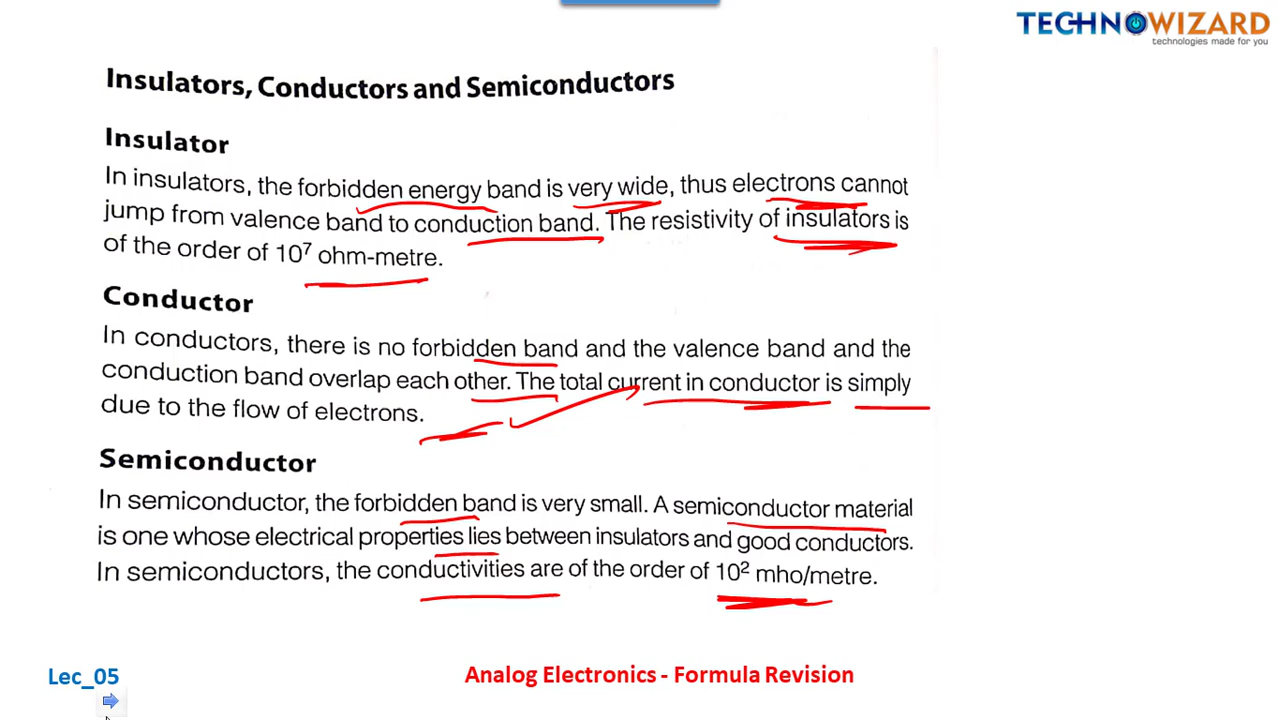 TECHNOWIZARD
technologies made for you
Insulators, Conductors and Semiconductors
Insulator
In insulators, the forbidden energy band is very wide, thus electrons cannot
jump from valence band to conduction band. The resistivity of insulators is
of the order of 10⁷ ohm-metre.
Conductor
In conductors, there is no forbidden band and the valence band and the
conduction band overlap each other. The total current in conductor is simply
due to the flow of electrons.
Semiconductor
In semiconductor, the forbidden band is very small. A semiconductor material
is one whose electrical properties lies between insulators and good conductors.
In semiconductors, the conductivities are of the order of 10² mho/metre.
Lec_05
Analog Electronics - Formula Revision